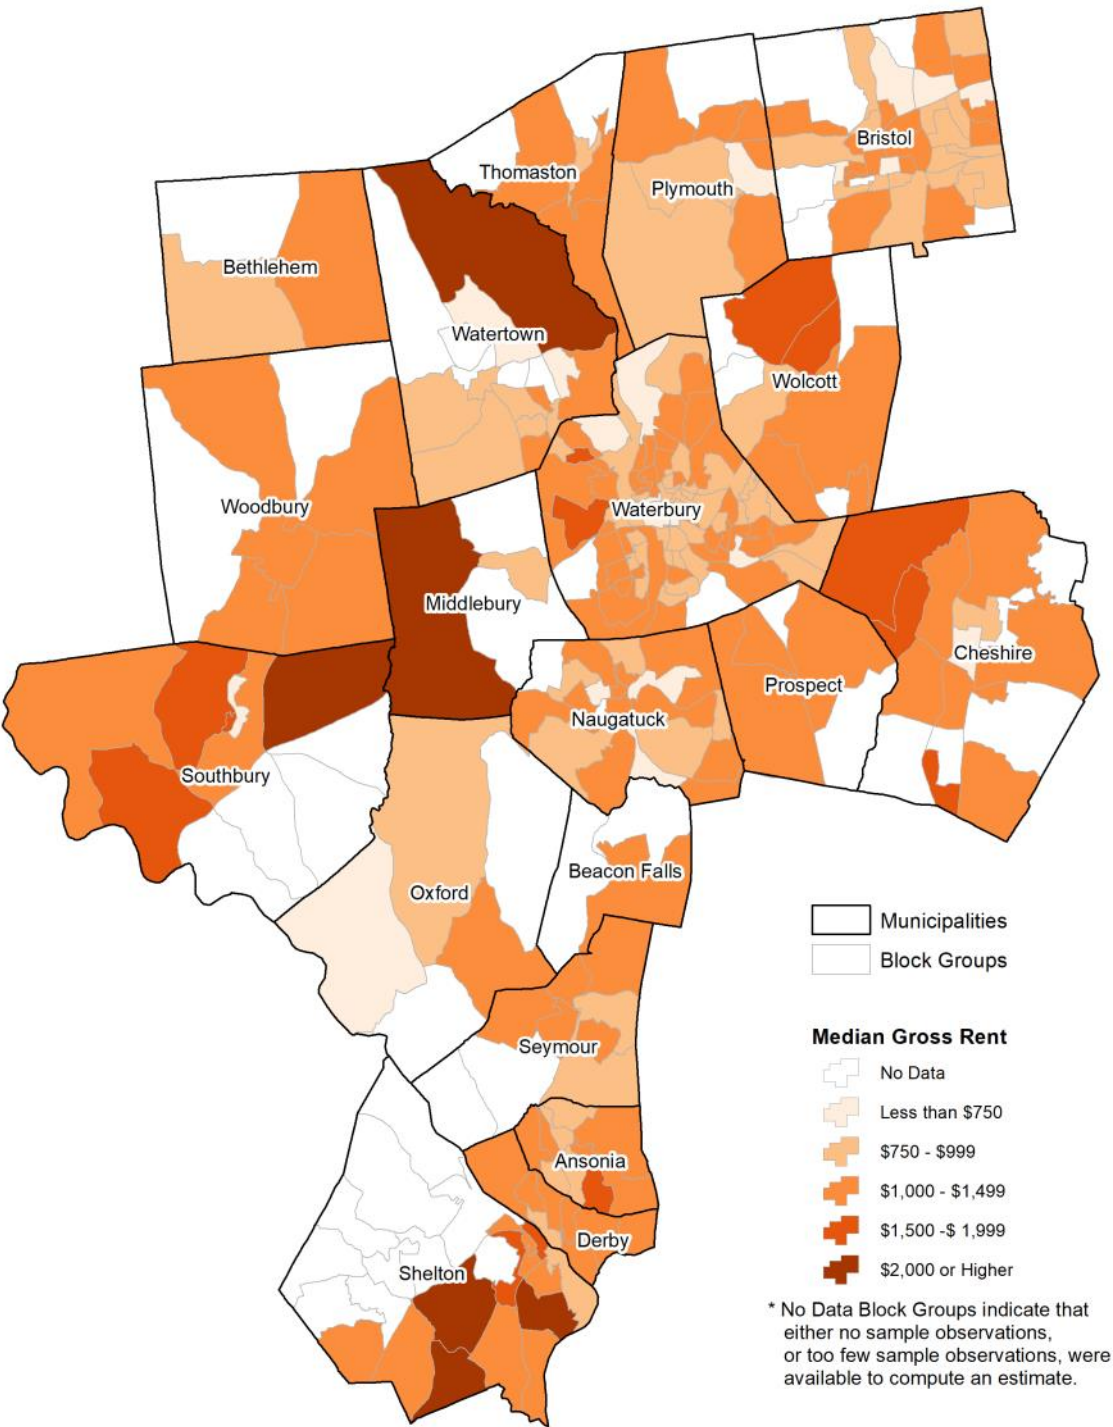 Bristol
Thomaston
Plymouth
Bethlehem
Watertown
Wolcott
Woodbury
Waterbury
Middlebury
Cheshire
Prospect
Naugatuck
Southbury
Beacon Falls
Oxford
Municipalities
Block Groups
Seymour
Median Gross Rent
No Data
Less than $750
$750 - $999
Ansonia
$1,000 - $1,499
$1,500 -$ 1,999
Derby
Shelton
$2,000 or Higher
* No Data Block Groups indicate that
either no sample observations,
or too few sample observations, were
available to compute an estimate.